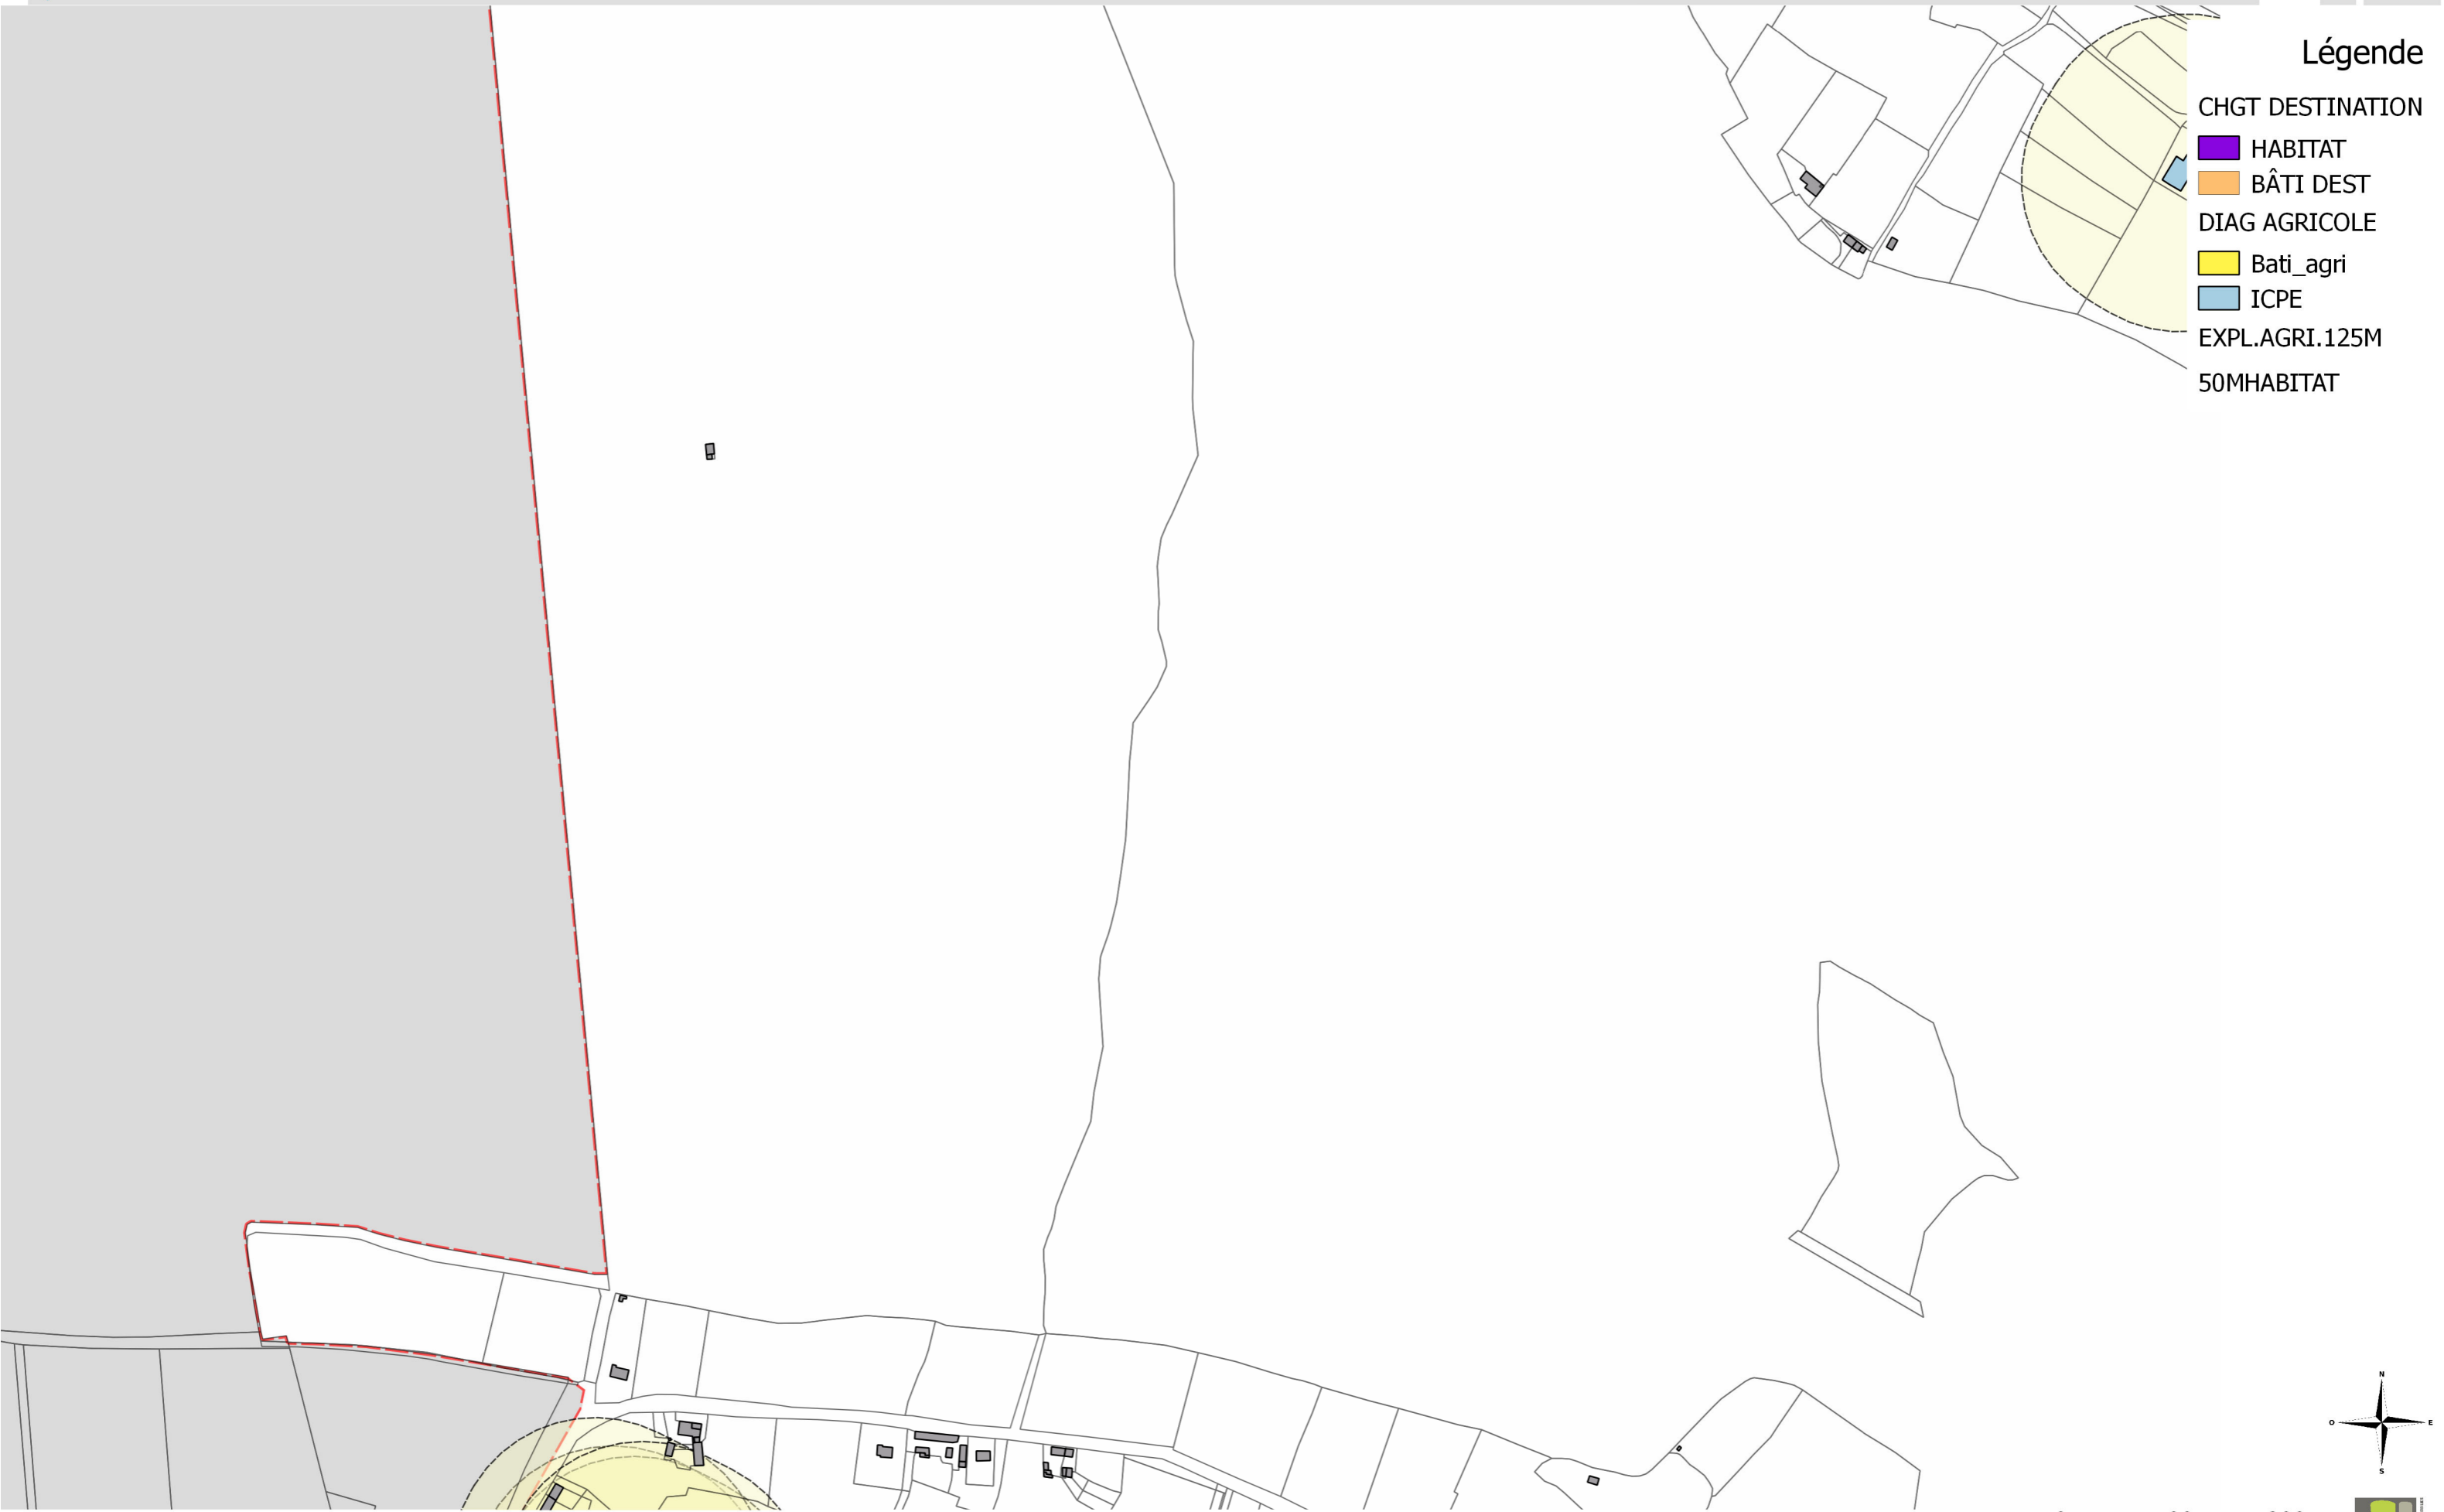 Légende
CHGT DESTINATION
HABITAT
BÂTI DEST
DIAG AGRICOLE
Bati_agri
ICPE
EXPL.AGRI.125M
50MHABITAT
N
O E
S